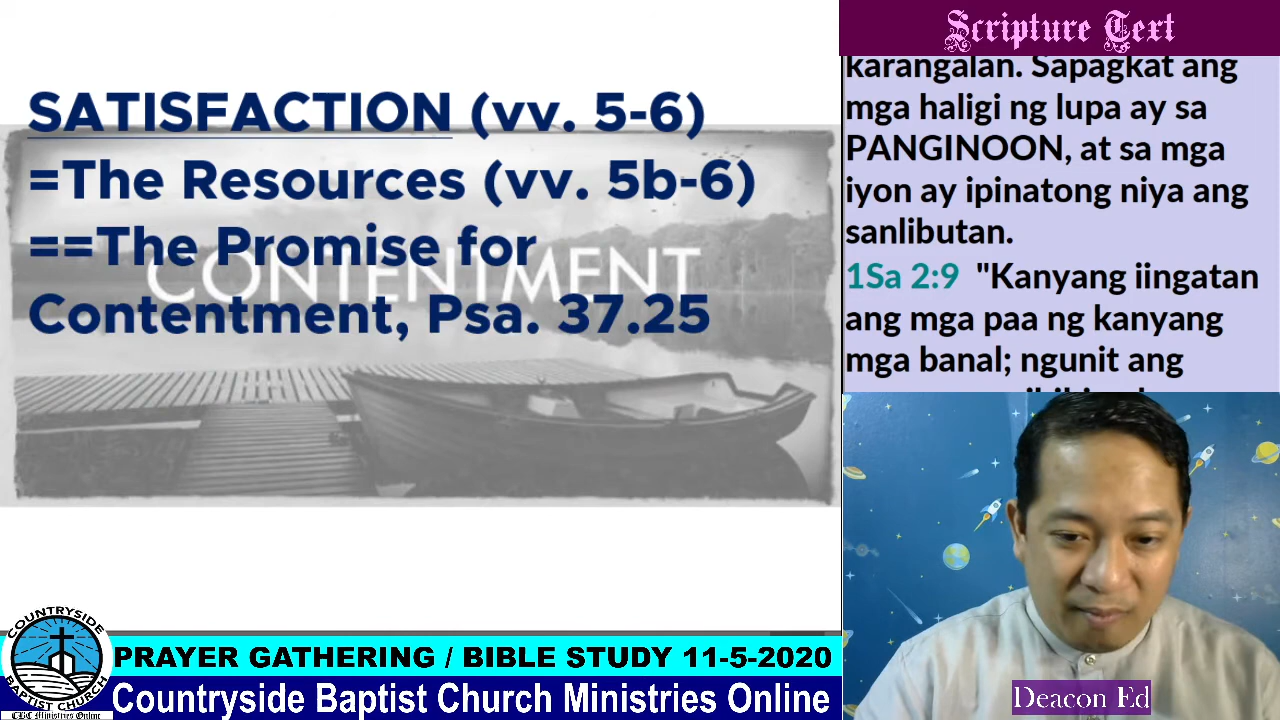 SATISFACTION (vv. 5-6)
=The Resources (vv. 5b-6)
==The Promise for
Contentment, Psa. 37.25
CONTENTMENT
Scripture Text
karangalan. Sapagkat ang
mga haligi ng lupa ay sa
PANGINOON, at sa mga
iyon ay ipinatong niya ang
sanlibutan.
1Sa 2:9 "Kanyang iingatan
ang mga paa ng kanyang
mga banal; ngunit ang
Deacon Ed
COUNTRYSIDE
BAPTIST CHURCH
CBC Ministries Online
PRAYER GATHERING / BIBLE STUDY 11-5-2020
Countryside Baptist Church Ministries Online